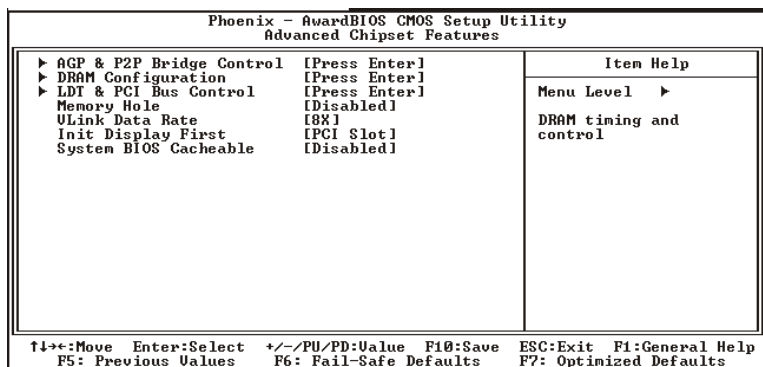 Phoenix - AwardBIOS CMOS Setup Utility
Advanced Chipset Features
▶ AGP & P2P Bridge Control [Press Enter]
▶ DRAM Configuration [Press Enter]
▶ LDT & PCI Bus Control [Press Enter]
Memory Hole [Disabled]
VLink Data Rate [8X]
Init Display First [PCI Slot]
System BIOS Cacheable [Disabled]
Item Help
Menu Level ▶
DRAM timing and
control
↑↓→←:Move Enter:Select +/-/PU/PD:Value F10:Save ESC:Exit F1:General Help
F5: Previous Values F6: Fail-Safe Defaults F7: Optimized Defaults